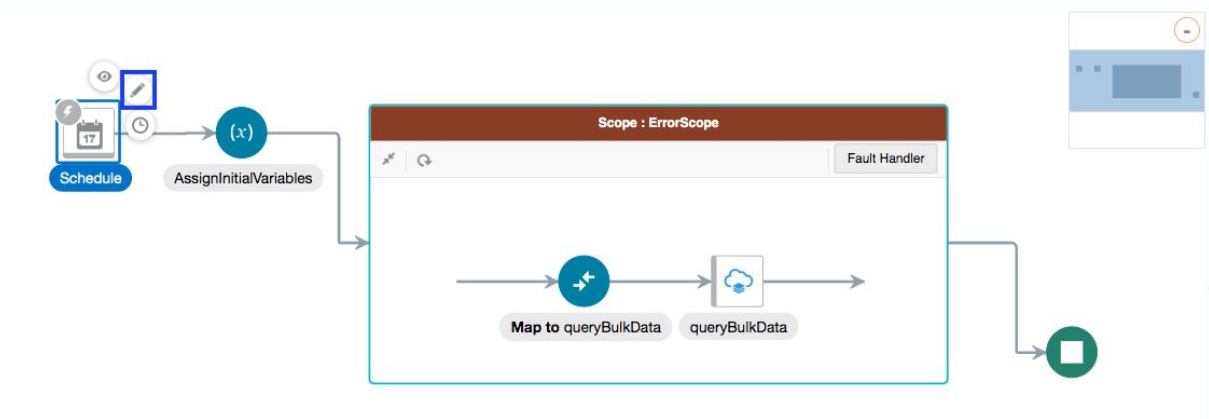 17
Schedule
(x)
AssignInitialVariables
Scope : ErrorScope
Fault Handler
Map to queryBulkData
queryBulkData